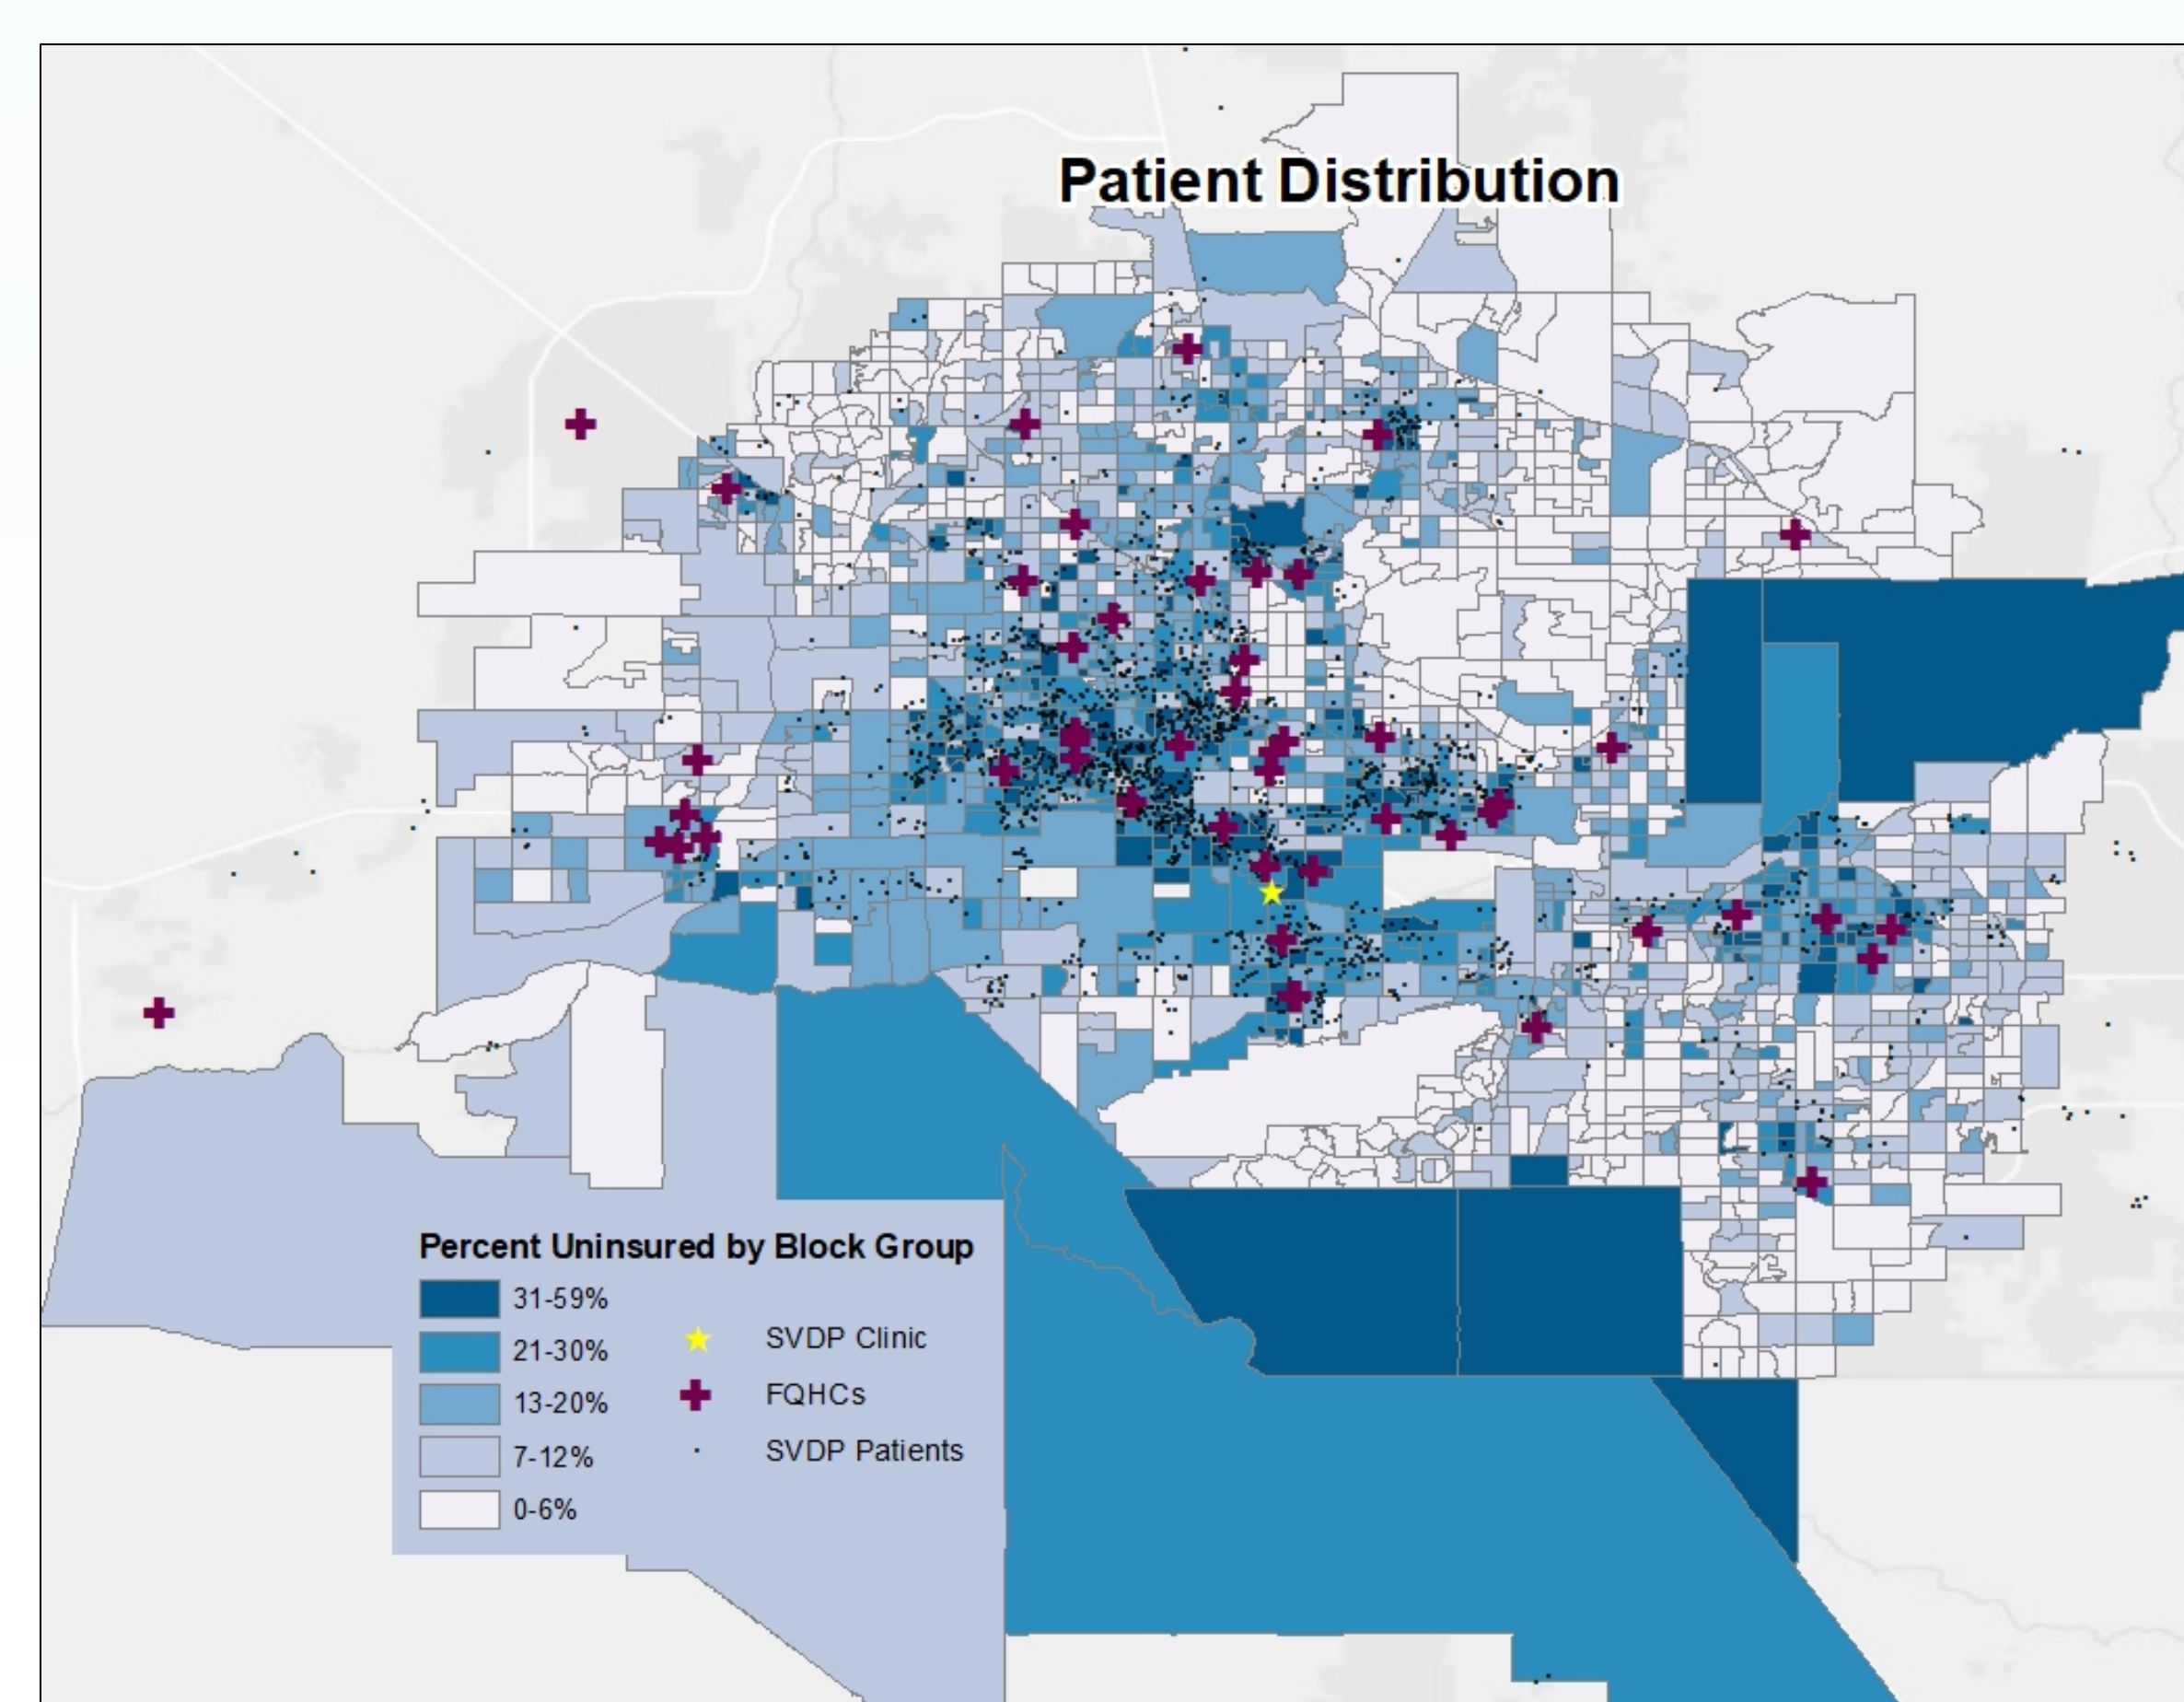 Patient Distribution
Percent Uninsured by Block Group
31-59%
21-30%
13-20%
7-12%
0-6%
SVDP Clinic
FQHCs
SVDP Patients